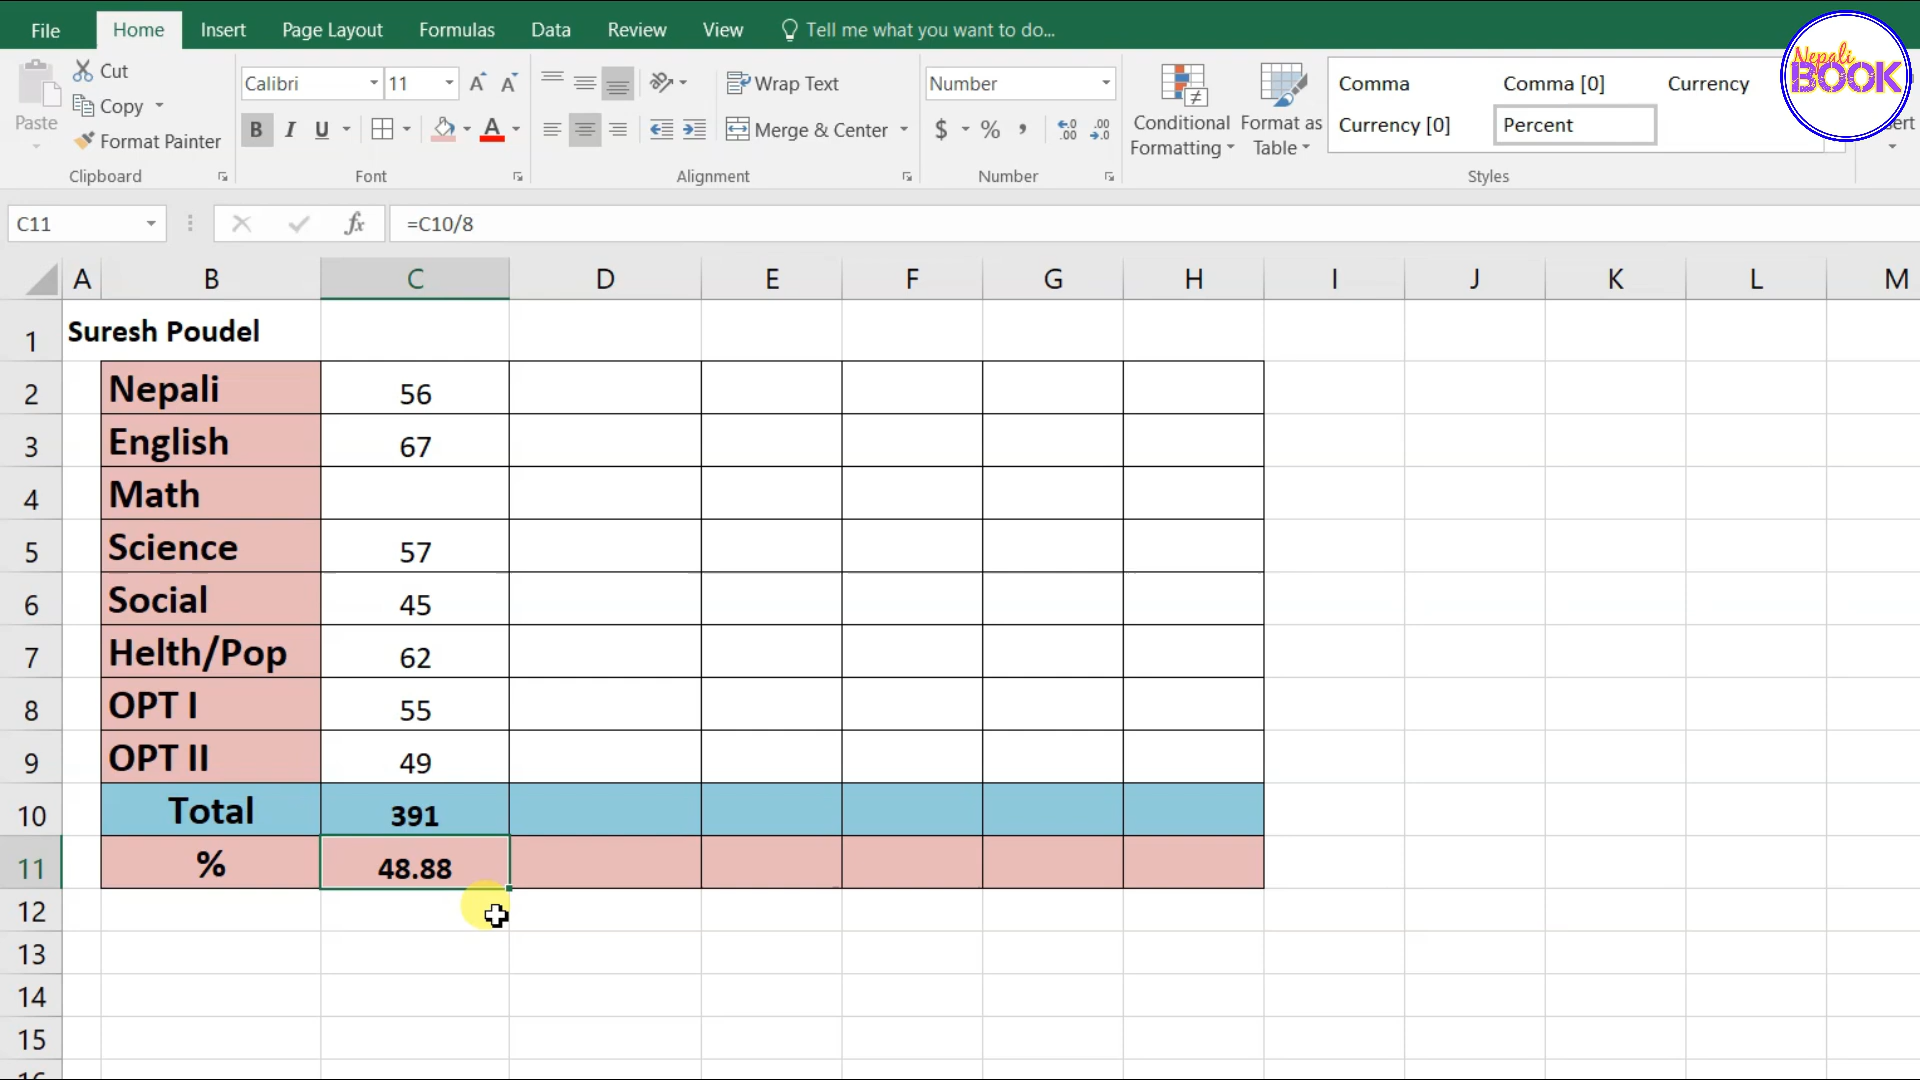 File Home Insert Page Layout Formulas Data Review View Tell me what you want to do...
Nepali
BOOK
Paste
Cut
Copy
Format Painter
Clipboard
Calibri 11
B I U A
Font
Wrap Text
Merge & Center
Alignment
Number
$ % ,
Number
Conditional Formatting
Format as Table
Comma Comma [0] Currency
Currency [0] Percent
Styles
C11 fx =C10/8
A B C D E F G H I J K L M
1 Suresh Poudel
2 Nepali 56
3 English 67
4 Math
5 Science 57
6 Social 45
7 Helth/Pop 62
8 OPT I 55
9 OPT II 49
10 Total 391
11 % 48.88
12
13
14
15